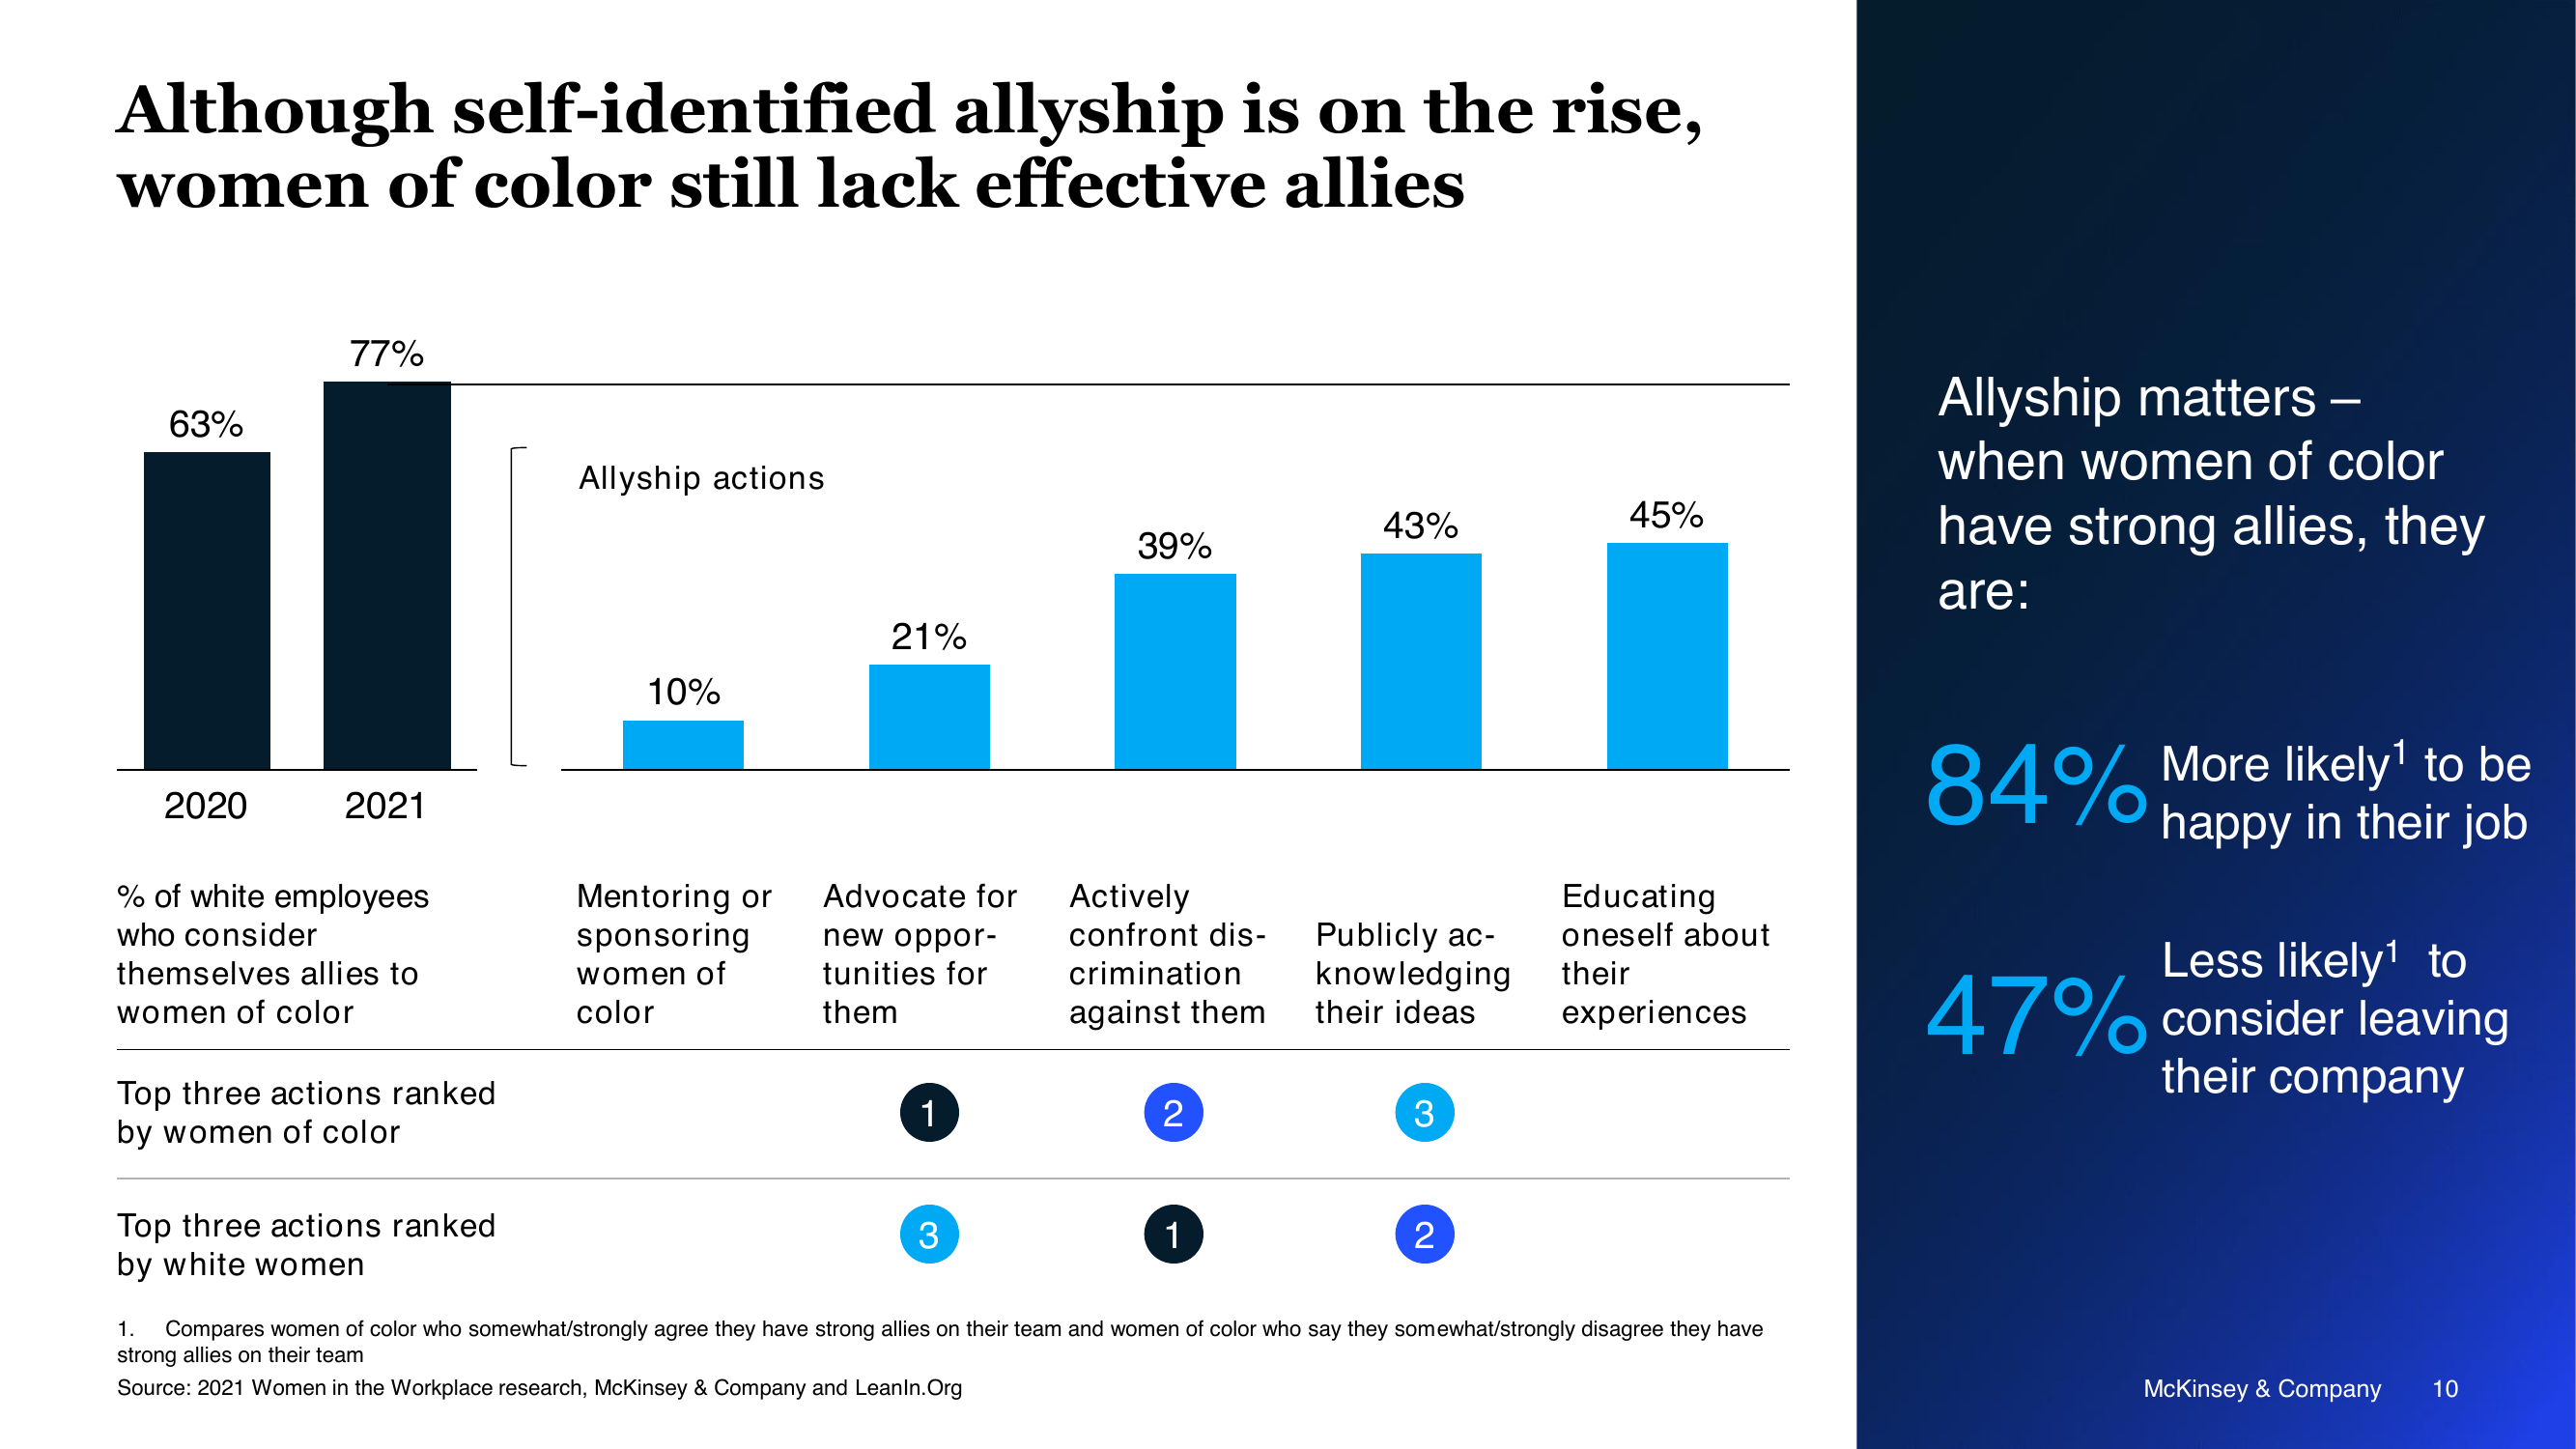 Although self-identified allyship is on the rise,
women of color still lack effective allies
77%
63%
Allyship actions
10%
21%
39%
43%
45%
2020
2021
% of white employees
who consider
themselves allies to
women of color
Mentoring or
sponsoring
women of
color
Advocate for
new oppor-
tunities for
them
Actively
confront dis-
crimination
against them
Publicly ac-
knowledging
their ideas
Educating
oneself about
their
experiences
Top three actions ranked
by women of color
1
2
3
Top three actions ranked
by white women
3
1
2
1. Compares women of color who somewhat/strongly agree they have strong allies on their team and women of color who say they somewhat/strongly disagree they have
strong allies on their team
Source: 2021 Women in the Workplace research, McKinsey & Company and LeanIn.Org
Allyship matters –
when women of color
have strong allies, they
are:
84%
More likely1 to be
happy in their job
47%
Less likely1 to
consider leaving
their company
McKinsey & Company 10